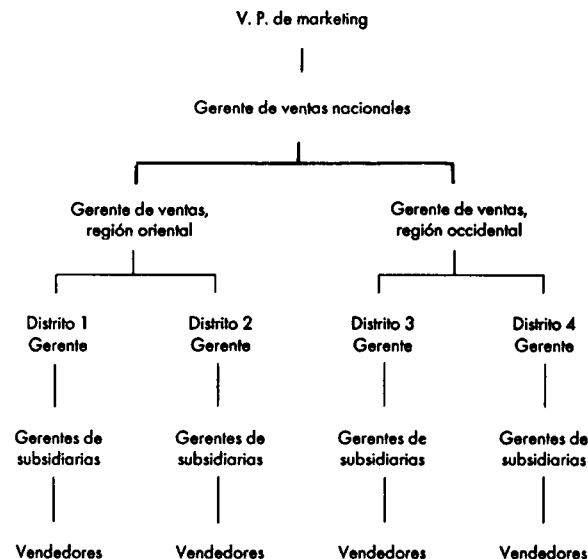 V. P. de marketing
Gerente de ventas nacionales
Gerente de ventas,
región oriental
Gerente de ventas,
región occidental
Distrito 1
Gerente
Distrito 2
Gerente
Distrito 3
Gerente
Distrito 4
Gerente
Gerentes de
subsidiarias
Gerentes de
subsidiarias
Gerentes de
subsidiarias
Gerentes de
subsidiarias
Vendedores
Vendedores
Vendedores
Vendedores